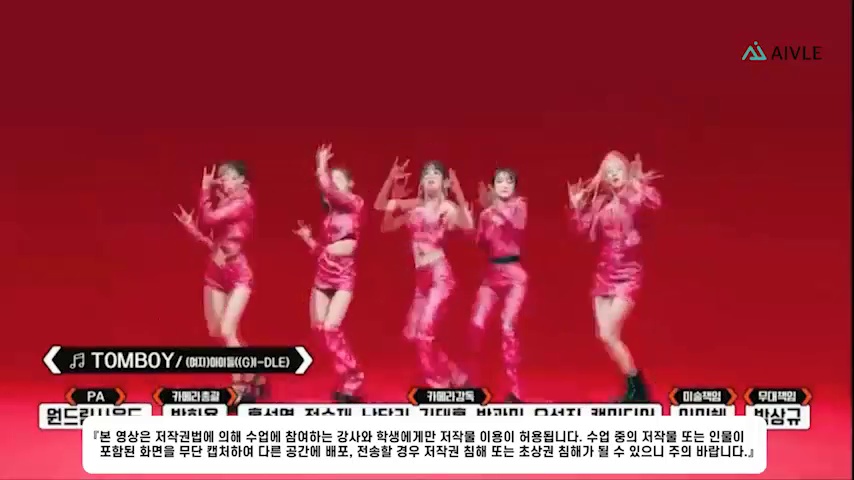 AIVLE
TOMBOY / (여자)아이들((G)I-DLE)
PA 카메라총괄 카메라감독 미술책임 무대책임
박상규
『본 영상은 저작권법에 의해 수업에 참여하는 강사와 학생에게만 저작물 이용이 허용됩니다. 수업 중의 저작물 또는 인물이
포함된 화면을 무단 캡처하여 다른 공간에 배포, 전송할 경우 저작권 침해 또는 초상권 침해가 될 수 있으니 주의 바랍니다.』